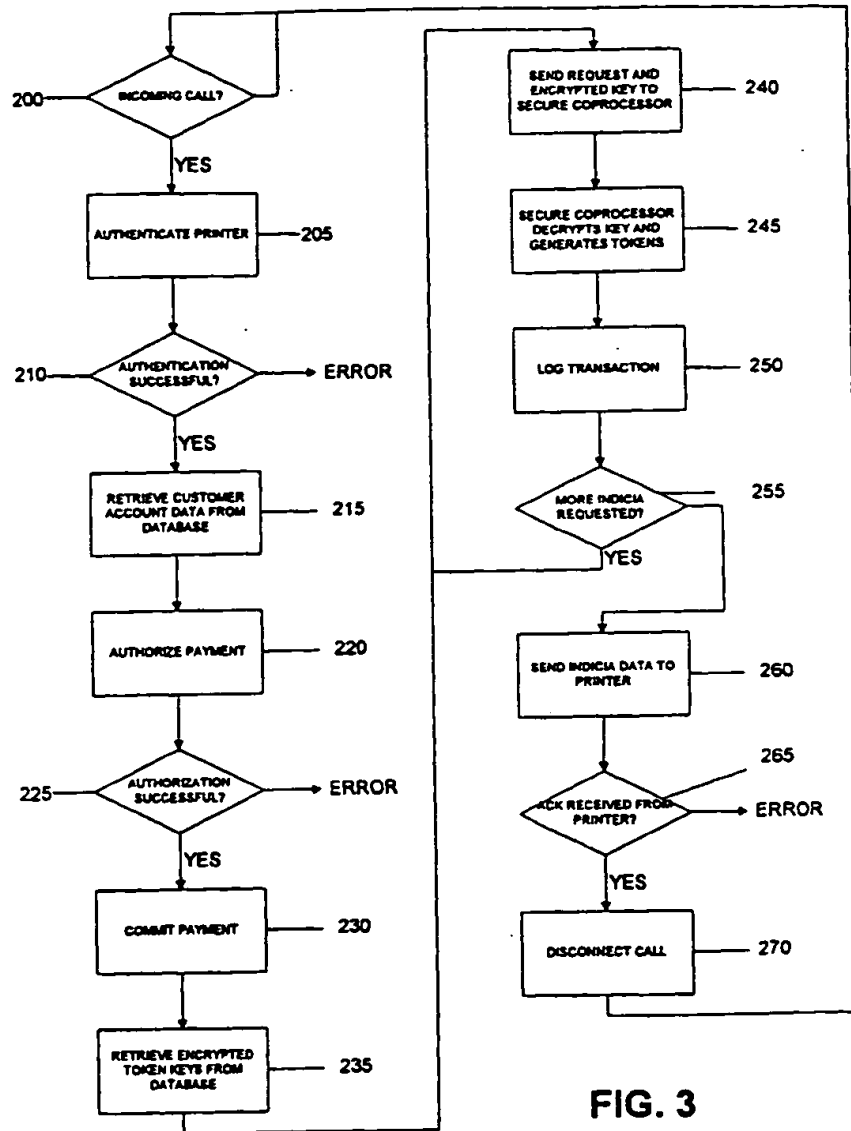 INCOMING CALL?
200
YES
AUTHENTICATE PRINTER
205
AUTHENTICATION
SUCCESSFUL?
210
ERROR
YES
RETRIEVE CUSTOMER
ACCOUNT DATA FROM
DATABASE
215
AUTHORIZE PAYMENT
220
AUTHORIZATION
SUCCESSFUL?
225
ERROR
YES
COMMIT PAYMENT
230
RETRIEVE ENCRYPTED
TOKEN KEYS FROM
DATABASE
235
SEND REQUEST AND
ENCRYPTED KEY TO
SECURE COPROCESSOR
240
SECURE COPROCESSOR
DECRYPTS KEY AND
GENERATES TOKENS
245
LOG TRANSACTION
250
MORE INDICIA
REQUESTED?
255
YES
SEND INDICIA DATA TO
PRINTER
260
265
ACK RECEIVED FROM
PRINTER?
ERROR
YES
DISCONNECT CALL
270
FIG. 3